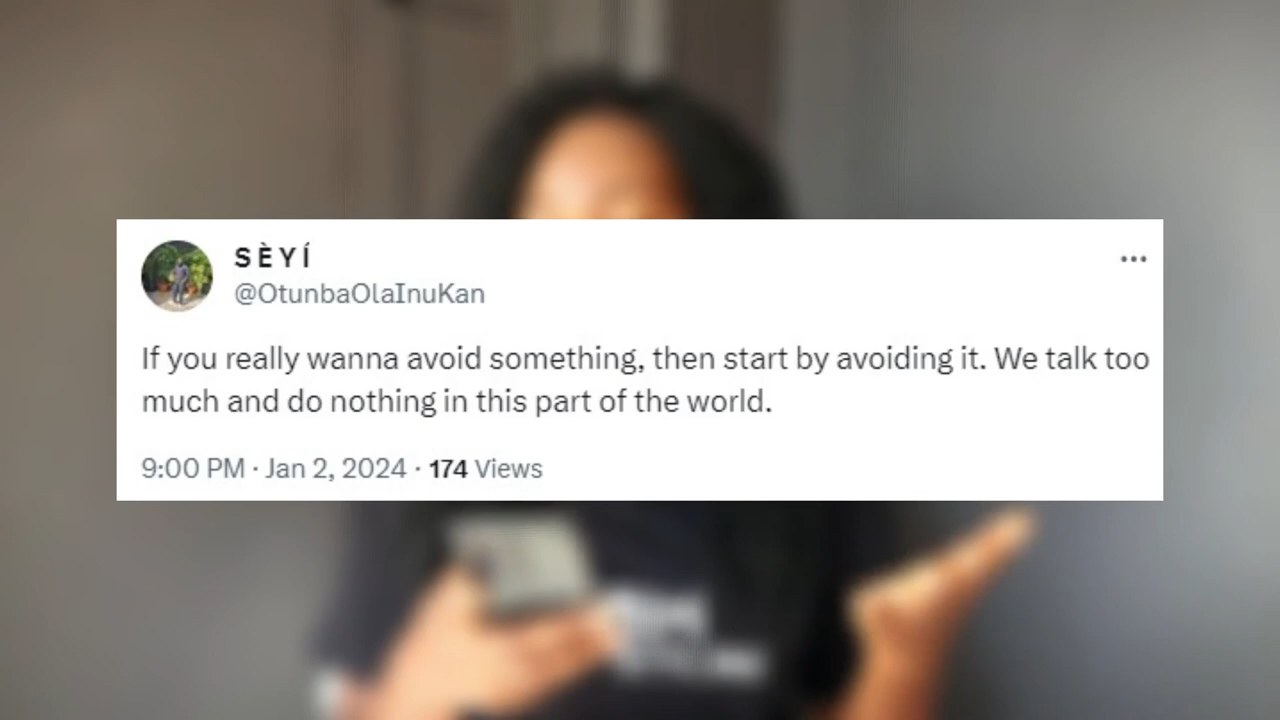 SÈYÍ
@OtunbaOlaInuKan
If you really wanna avoid something, then start by avoiding it. We talk too
much and do nothing in this part of the world.
9:00 PM · Jan 2, 2024 · 174 Views